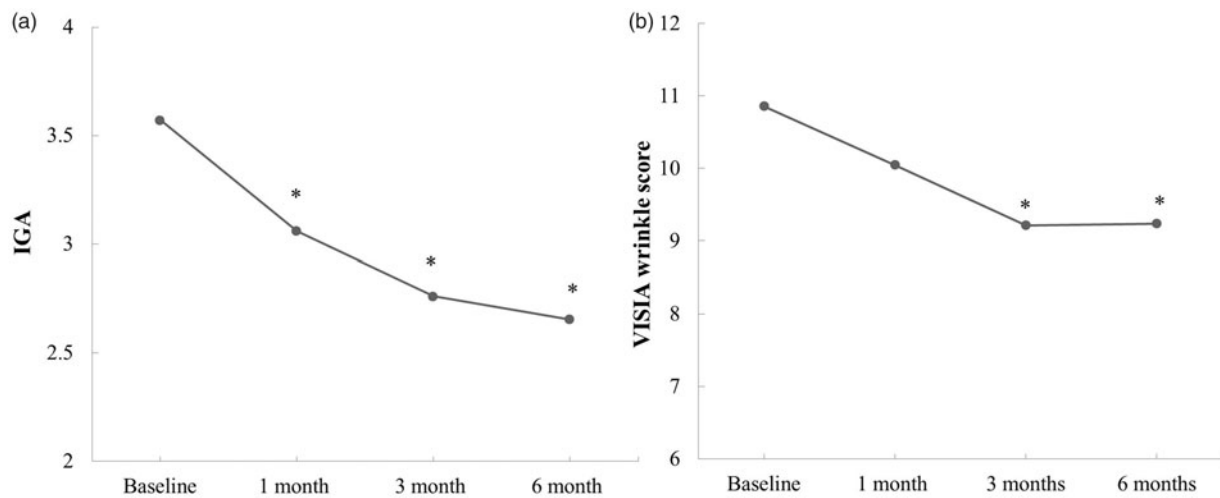 (a)
4
3.5
3
2.5
2
IGA
*
*
*
Baseline 1 month 3 month 6 month
(b)
12
11
10
9
8
7
6
VISIA wrinkle score
*
*
Baseline 1 month 3 months 6 months